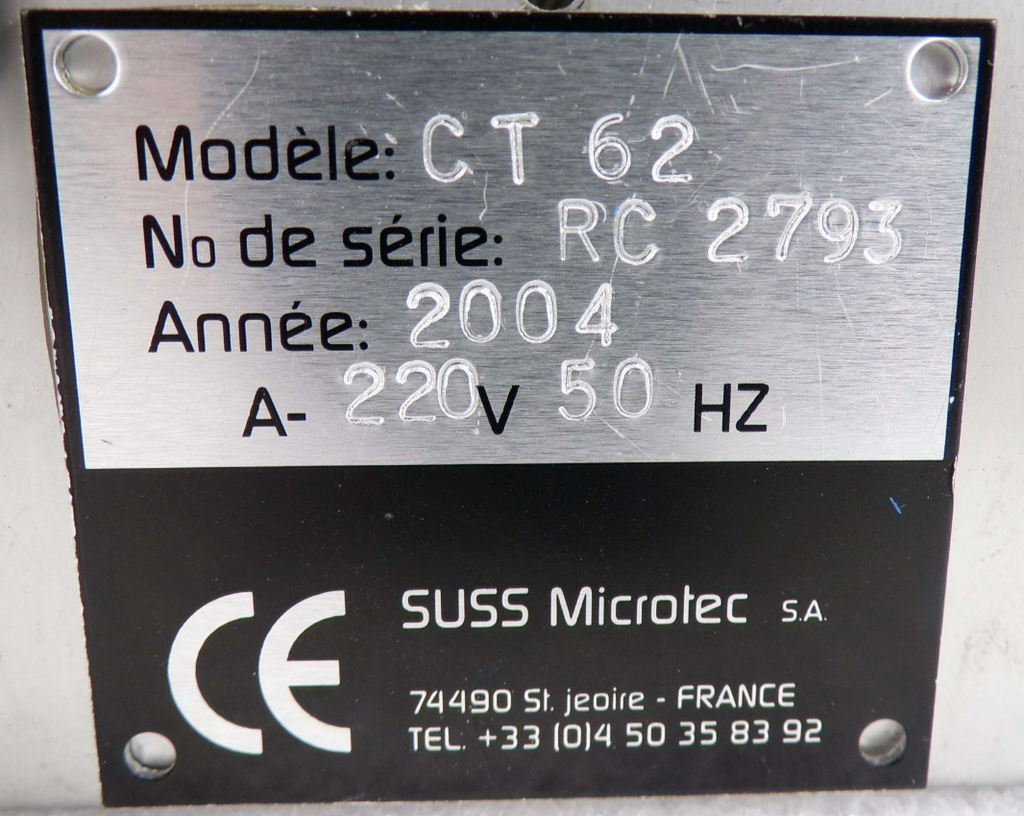 Modèle: CT 62
No de série: RC 2793
Année: 2004
A- 220V 50 HZ
CE SUSS Microtec S.A.
74490 St. jeoire - FRANCE
TEL. +33 (0)4 50 35 83 92